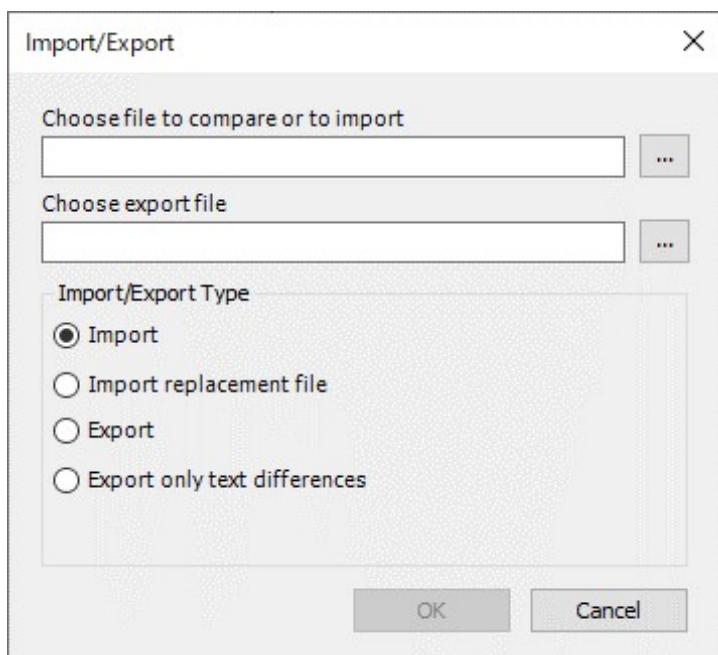 Import/Export
Choose file to compare or to import
...
Choose export file
...
Import/Export Type
Import
Import replacement file
Export
Export only text differences
OK Cancel